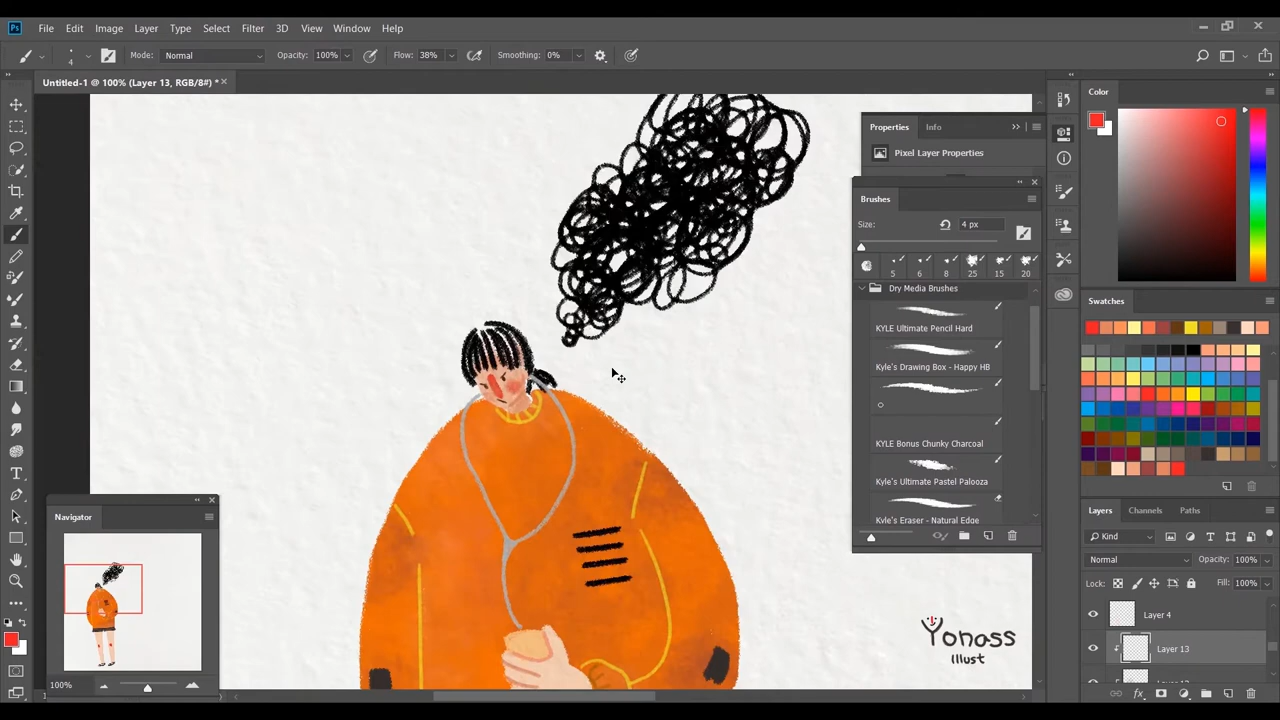 Ps File Edit Image Layer Type Select Filter 3D View Window Help
4 Mode: Normal Opacity: 100% Flow: 38% Smoothing: 0%
Untitled-1 @ 100% (Layer 13, RGB/8#) *
Color
Properties Info
Pixel Layer Properties
Brushes
Size: 4 px
5 6 8 25 15 20
Dry Media Brushes
KYLE Ultimate Pencil Hard
Kyle's Drawing Box - Happy HB
KYLE Bonus Chunky Charcoal
Kyle's Ultimate Pastel Palooza
Kyle's Eraser - Natural Edge
Swatches
Layers Channels Paths
Kind
Normal Opacity: 100%
Lock: Fill: 100%
Layer 4
Layer 13
Navigator
100%
Yonass
Illust